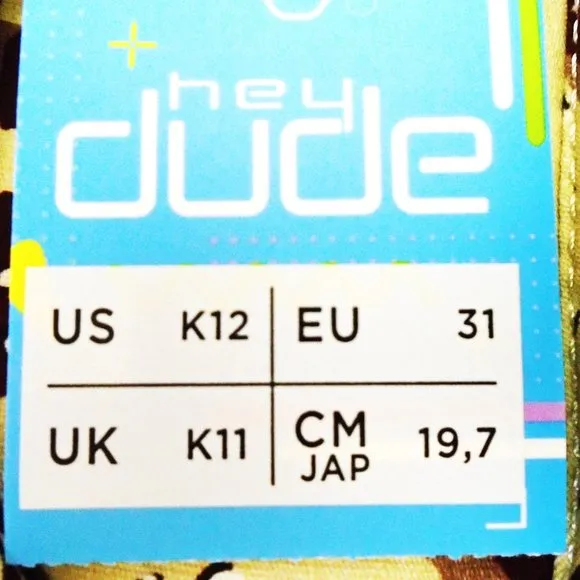 hey
dude
US K12 EU 31
UK K11 CM JAP 19,7